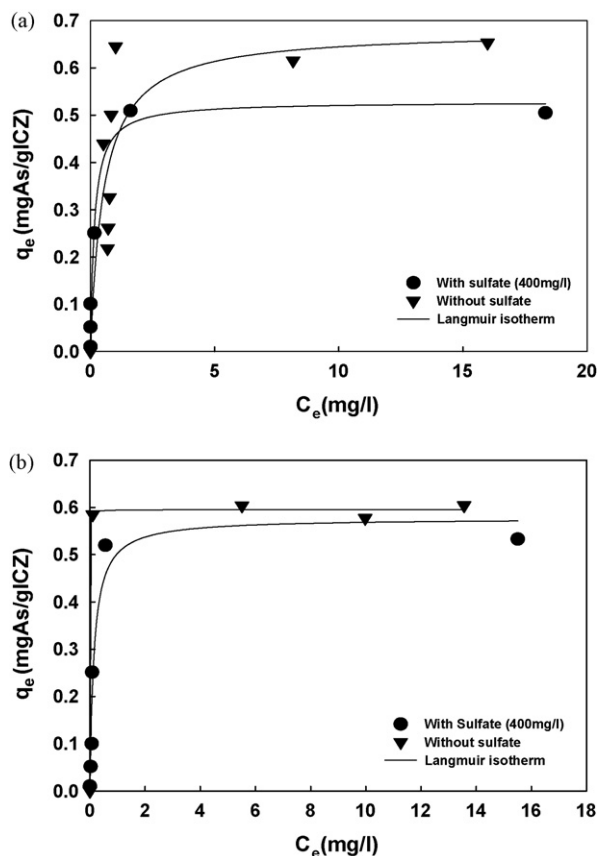 (a)
0.7
0.6
0.5
0.4
0.3
0.2
0.1
0.0
qe (mgAs/gICZ)
With sulfate (400mg/l)
Without sulfate
Langmuir isotherm
0 5 10 15 20
Ce(mg/l)
(b)
0.7
0.6
0.5
0.4
0.3
0.2
0.1
0.0
qe (mgAs/gICZ)
With Sulfate (400mg/l)
Without sulfate
Langmuir isotherm
0 2 4 6 8 10 12 14 16 18
Ce(mg/l)